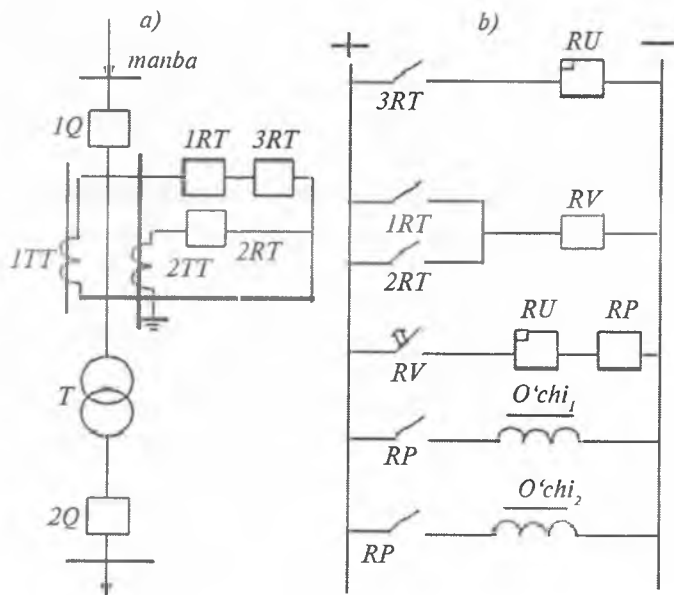 a)
manba
1Q
1RT 3RT
1TT
2TT
2RT
T
2Q
b)
RU
3RT
1RT
RV
2RT
RU RP
RV
O‘chi₁
RP
O‘chi₂
RP